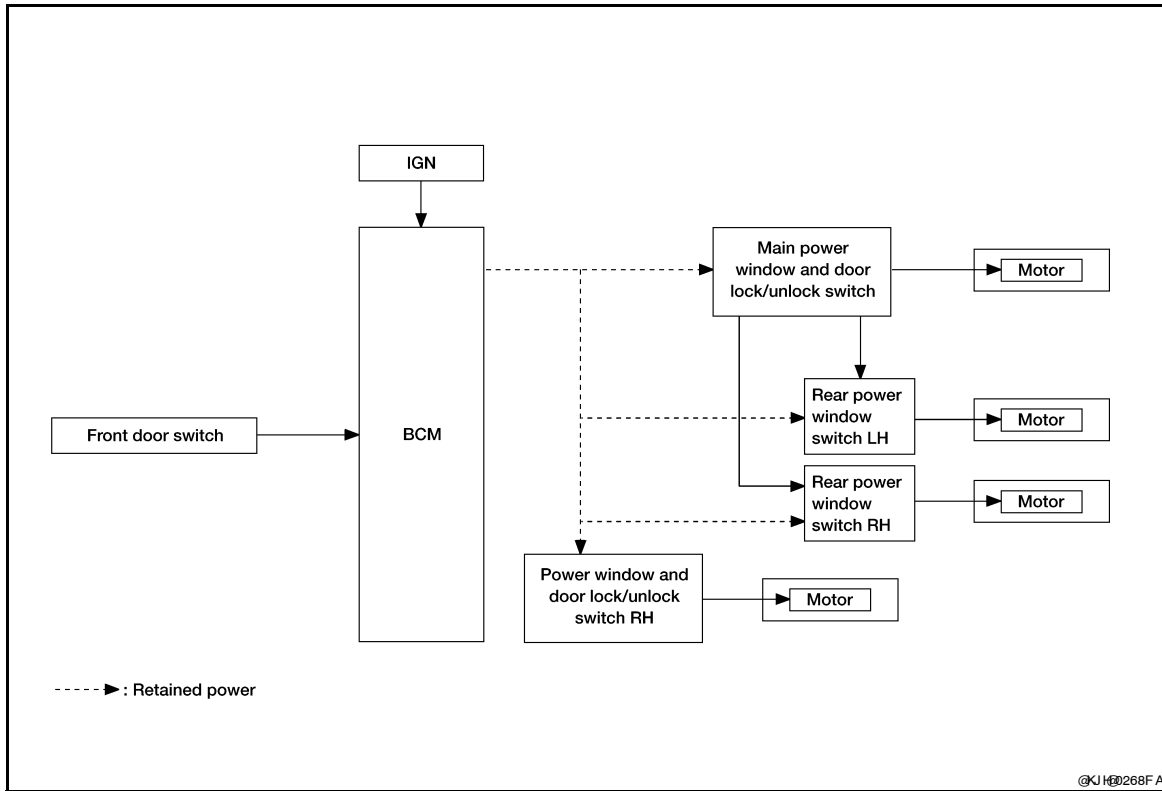 IGN
Main power
window and door
lock/unlock switch
Motor
Front door switch
BCM
Rear power
window
switch LH
Motor
Rear power
window
switch RH
Motor
Power window and
door lock/unlock
switch RH
Motor
: Retained power